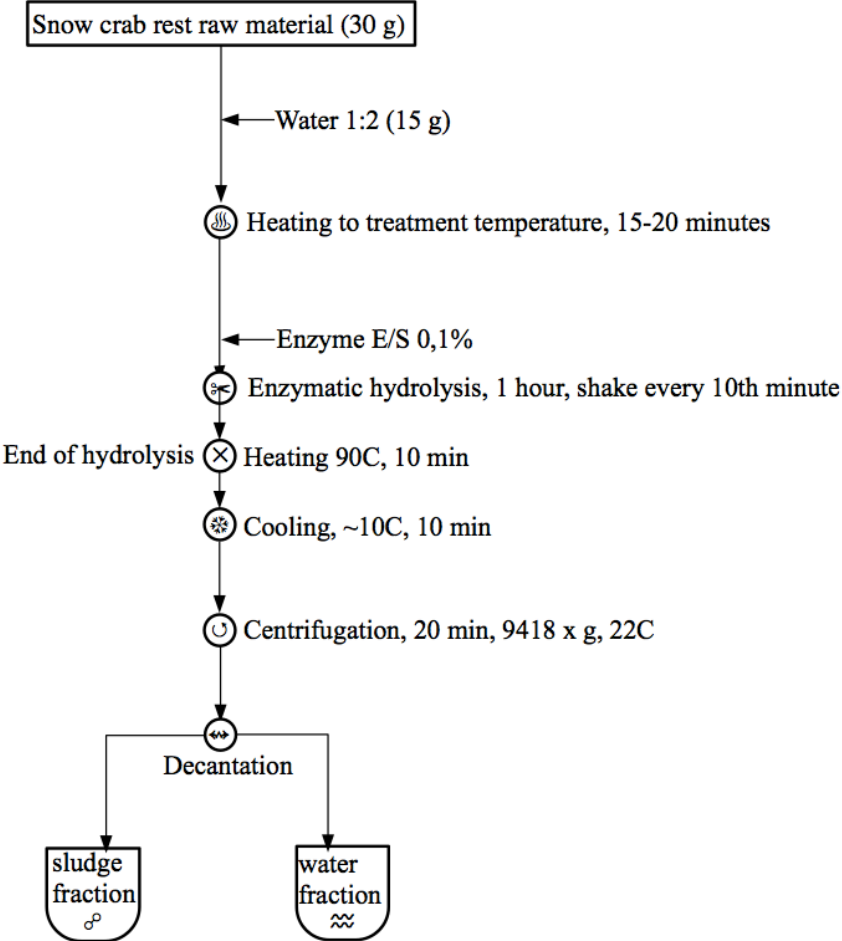 Snow crab rest raw material (30 g)
Water 1:2 (15 g)
Heating to treatment temperature, 15-20 minutes
Enzyme E/S 0,1%
Enzymatic hydrolysis, 1 hour, shake every 10th minute
End of hydrolysis
Heating 90C, 10 min
Cooling, ~10C, 10 min
Centrifugation, 20 min, 9418 x g, 22C
Decantation
sludge
fraction
water
fraction